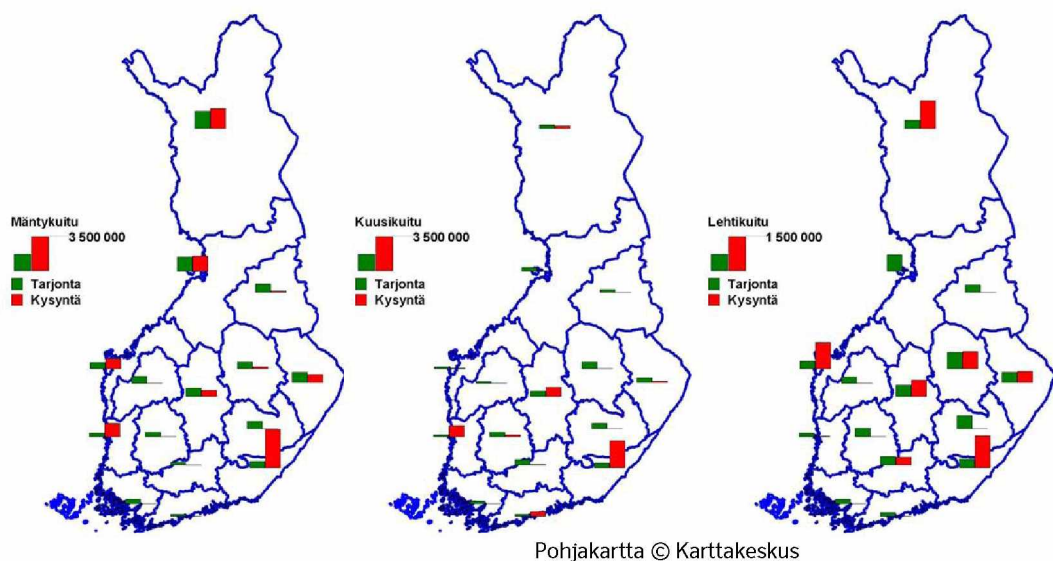 Mäntykuitu
3 500 000
Tarjonta
Kysyntä
Kuusikuitu
3 500 000
Tarjonta
Kysyntä
Lehtikuitu
1 500 000
Tarjonta
Kysyntä
Pohjakartta © Karttakeskus